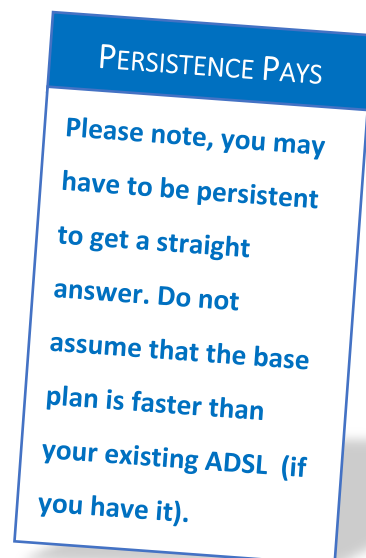 PERSISTENCE PAYS
Please note, you may
have to be persistent
to get a straight
answer. Do not
assume that the base
plan is faster than
your existing ADSL  (if
you have it).